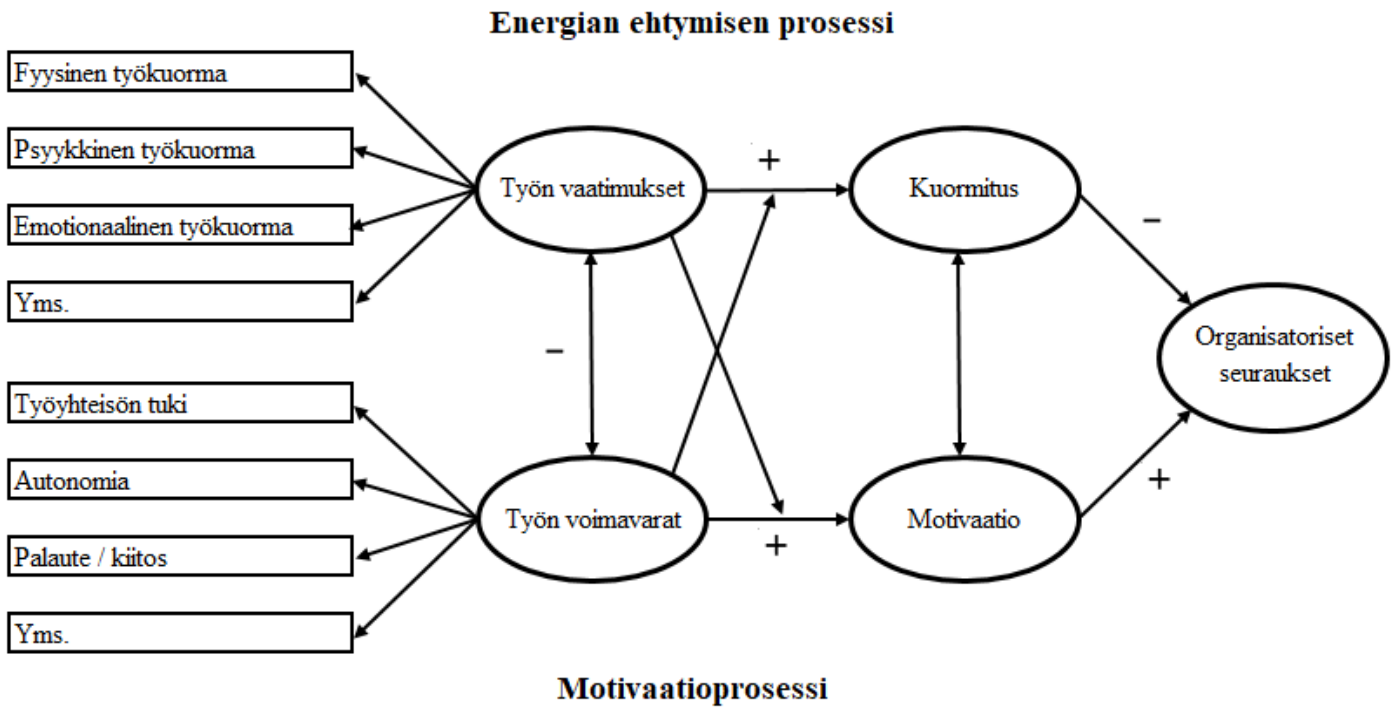 Energian ehtymisen prosessi
Fyysinen työkuorma
Psyykkinen työkuorma
Emotionaalinen työkuorma
Yms.
Työn vaatimukset
+
Kuormitus
−
−
Organisatoriset
seuraukset
Työyhteisön tuki
Autonomia
Palaute / kiitos
Yms.
Työn voimavarat
+
Motivaatio
+
Motivaatioprosessi